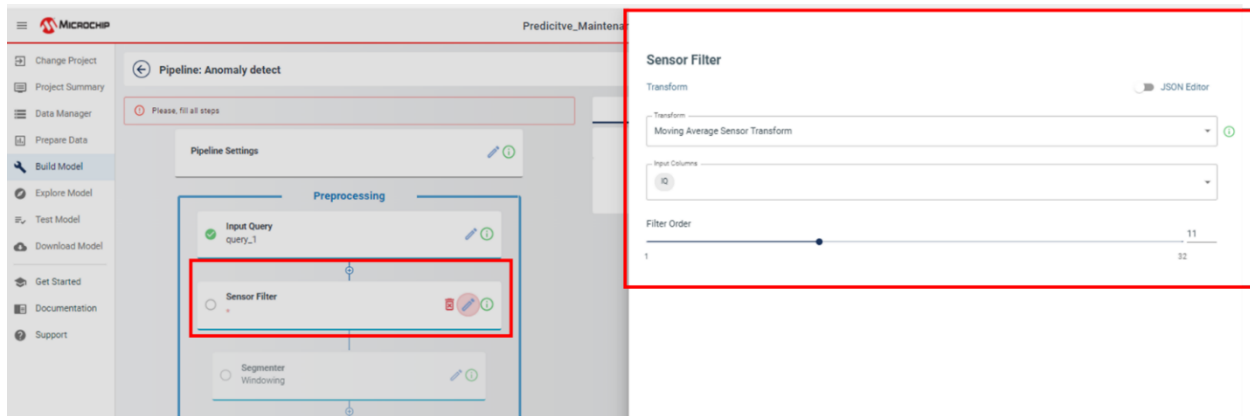 MICROCHIP
Predicitve_Maintena
Change Project
Project Summary
Data Manager
Prepare Data
Build Model
Explore Model
Test Model
Download Model
Get Started
Documentation
Support
Pipeline: Anomaly detect
Please, fill all steps
Pipeline Settings
Preprocessing
Input Query
query_1
Sensor Filter
*
Segmenter
Windowing
Sensor Filter
Transform
JSON Editor
Transform
Moving Average Sensor Transform
Input Columns
IQ
Filter Order
11
1
32